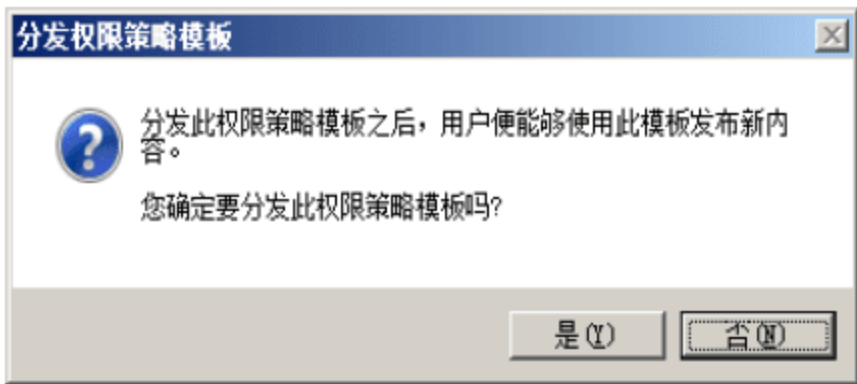 分发权限策略模板
分发此权限策略模板之后，用户便能够使用此模板发布新内
容。
您确定要分发此权限策略模板吗?
是(Y)
否(N)